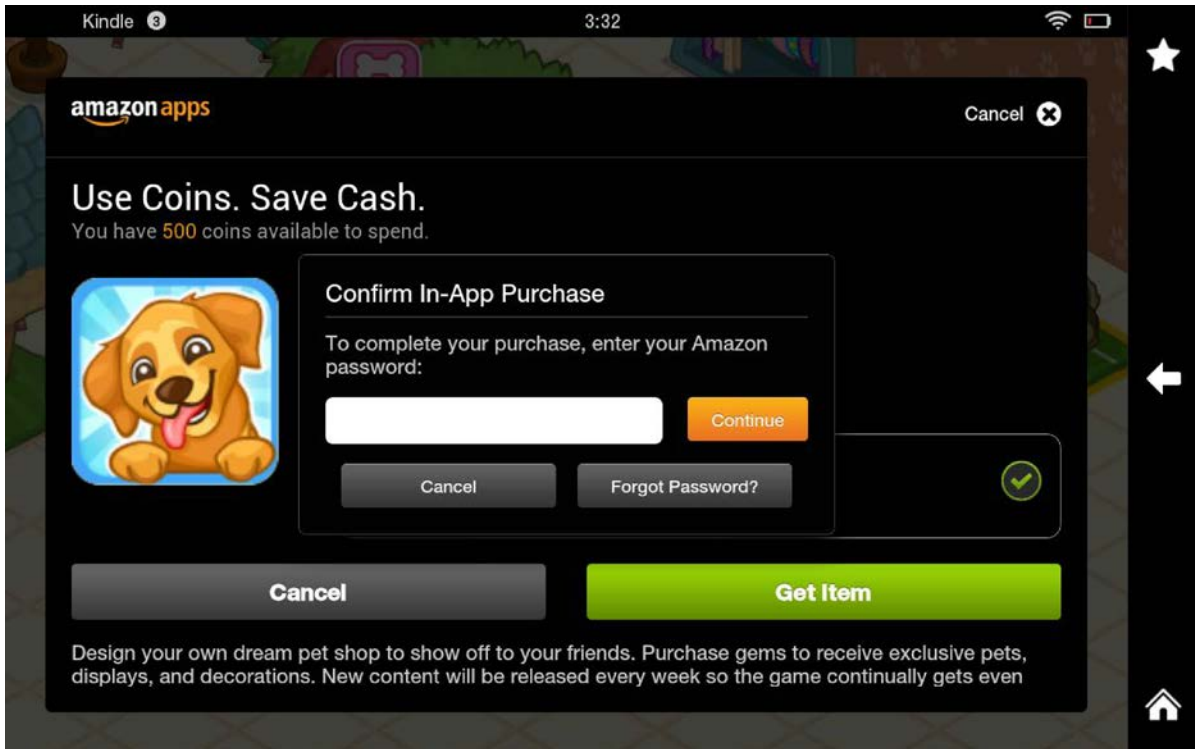 Kindle 3
3:32
amazon apps
Cancel
Use Coins. Save Cash.
You have 500 coins available to spend.
Confirm In-App Purchase
To complete your purchase, enter your Amazon
password:
Continue
Cancel
Forgot Password?
Cancel
Get Item
Design your own dream pet shop to show off to your friends. Purchase gems to receive exclusive pets,
displays, and decorations. New content will be released every week so the game continually gets even